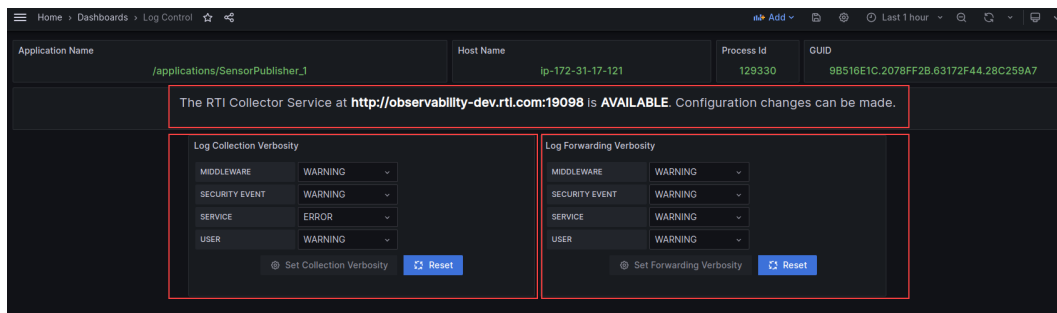 Home › Dashboards › Log Control
Add
Last 1 hour
Application Name
/applications/SensorPublisher_1
Host Name
ip-172-31-17-121
Process Id
129330
GUID
9B516E1C.2078FF2B.63172F44.28C259A7
The RTI Collector Service at http://observability-dev.rti.com:19098 is AVAILABLE. Configuration changes can be made.
Log Collection Verbosity
MIDDLEWARE WARNING
SECURITY EVENT WARNING
SERVICE ERROR
USER WARNING
Set Collection Verbosity Reset
Log Forwarding Verbosity
MIDDLEWARE WARNING
SECURITY EVENT WARNING
SERVICE WARNING
USER WARNING
Set Forwarding Verbosity Reset